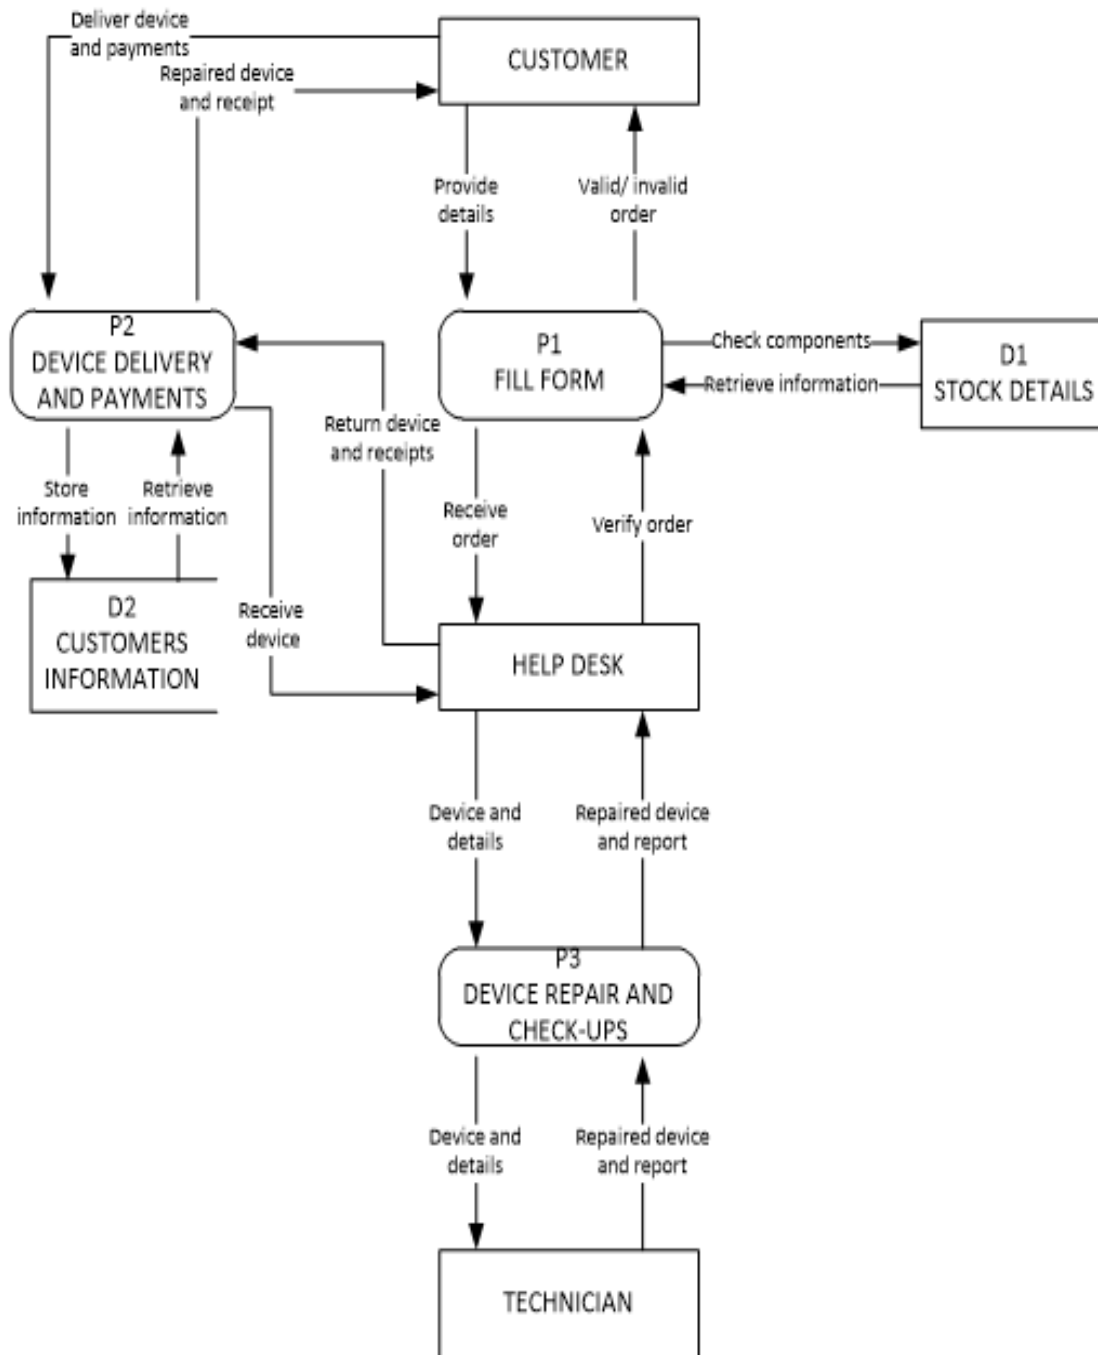 Deliver device
and payments
CUSTOMER
Repaired device
and receipt
Provide
details
Valid/ invalid
order
P2
DEVICE DELIVERY
AND PAYMENTS
P1
FILL FORM
Check components
Retrieve information
D1
STOCK DETAILS
Return device
and receipts
Store
information
Retrieve
information
Receive
order
Verify order
D2
CUSTOMERS
INFORMATION
Receive
device
HELP DESK
Device and
details
Repaired device
and report
P3
DEVICE REPAIR AND
CHECK-UPS
Device and
details
Repaired device
and report
TECHNICIAN